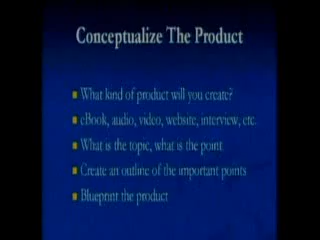 Conceptualize The Product
What kind of product will you create?
eBook, audio, video, website, interview, etc.
What is the topic, what is the point
Create an outline of the important points
Blueprint the product